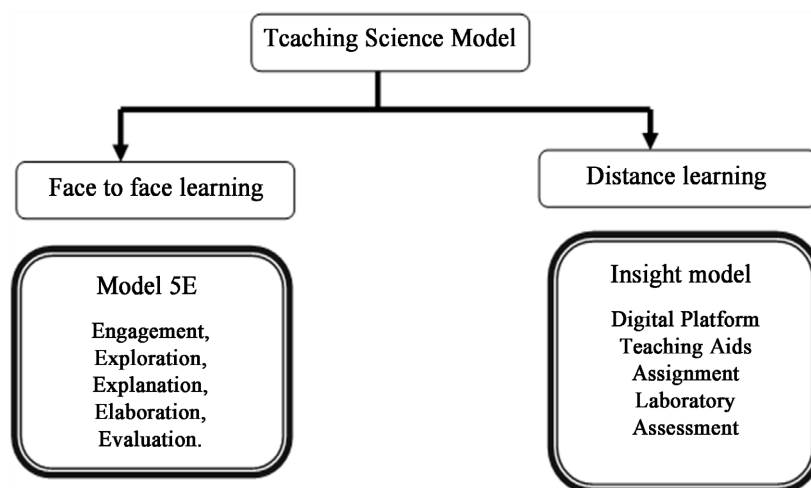 Tcaching Science Model
Face to face learning
Distance learning
Model 5E
Engagement,
Exploration,
Explanation,
Elaboration,
Evaluation.
Insight model
Digital Platform
Teaching Aids
Assignment
Laboratory
Assessment